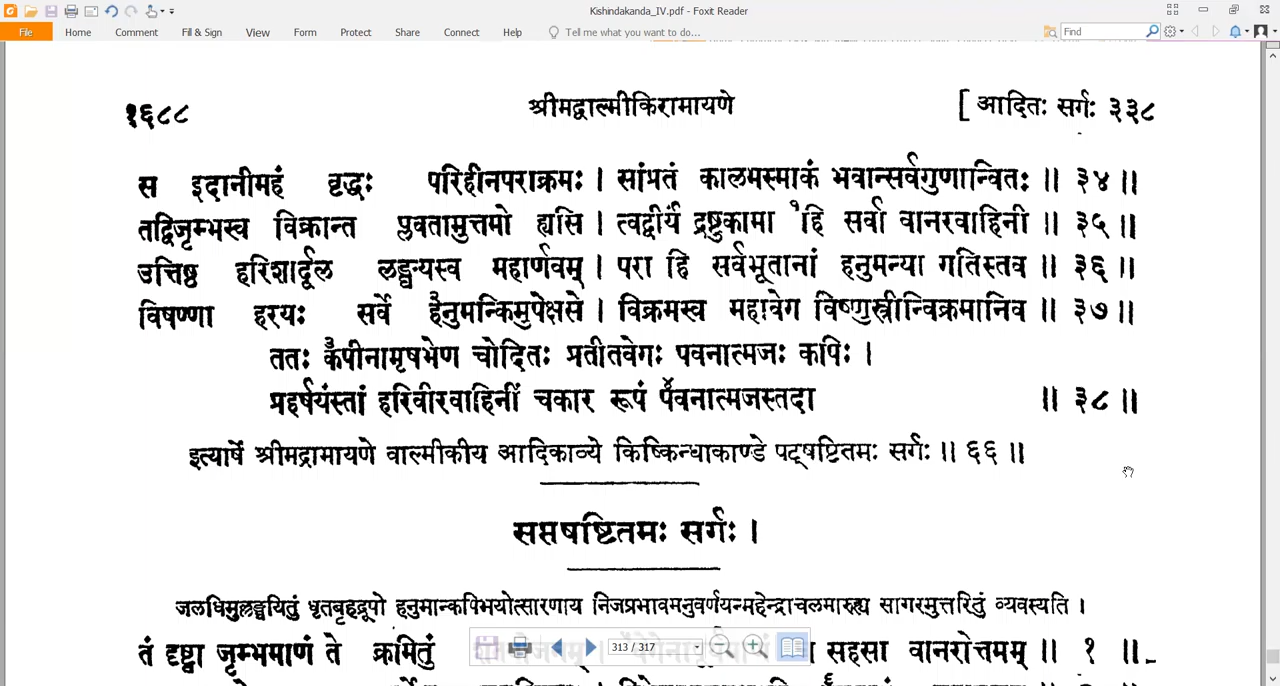 Kishindakanda_IV.pdf - Foxit Reader
File Home Comment Fill & Sign View Form Protect Share Connect Help Tell me what you want to do... Find
१६८८ श्रीमद्वाल्मीकिरामायणे [ आदितः सर्गः ३३८
स इदानीमहं वृद्धः परिहीनपराक्रमः । सांप्रतं कालमस्माकं भवान्सर्वगुणान्वितः ॥ ३४ ॥
तद्विजृम्भस्व विक्रान्त प्लवतामुत्तमो ह्यसि । त्वद्वीर्यं द्रष्टुकामा १हि सर्वा वानरवाहिनी ॥ ३५ ॥
उत्तिष्ठ हरिशार्दूल लङ्घयस्व महार्णवम् । परा हि सर्वभूतानां हनुमन्या गतिस्तव ॥ ३६ ॥
विषण्णा हरयः सर्वे हनुमन्किमुपेक्षसे । विक्रमस्व महावेग विष्णुस्त्रीन्विक्रमानिव ॥ ३७ ॥
ततः कपीनामृषभेण चोदितः प्रतीतवेगः पवनात्मजः कपिः ।
प्रहर्षयंस्तां हरिवीरवाहिनीं चकार रूपं पवनात्मजस्तदा ॥ ३८ ॥
इत्यार्षे श्रीमद्रामायणे वाल्मीकीय आदिकाव्ये किष्किन्धाकाण्डे षट्षष्टितमः सर्गः ॥ ६६ ॥
सप्तषष्टितमः सर्गः ।
जलधिमुल्लङ्घयितुं धृतबृहद्रूपो हनुमान्कपिभयोत्सारणाय निजप्रभावमनुवर्णयन्महेन्द्राचलमारुह्य सागरमुत्तरितुं व्यवस्यति ।
तं दृष्ट्वा जृम्भमाणं ते क्रमितुं सहसा वानरोत्तमम् ॥ १ ॥
313 / 317